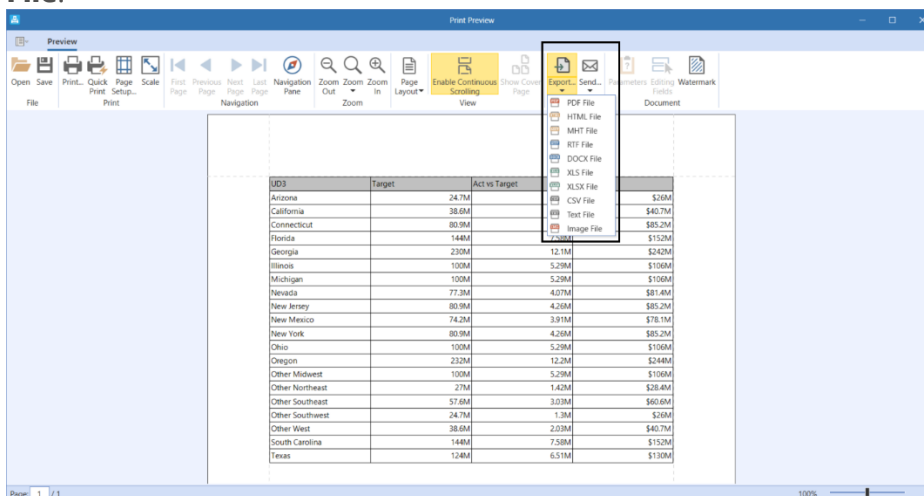 File.
Print Preview
Preview
Open Save Print... Quick Print Page Setup... Scale First Page Previous Page Next Page Last Page Navigation Pane Zoom Out Zoom Zoom In Page Layout Enable Continuous Scrolling Show Cover Page Export... Send... Parameters Editing Fields Watermark
File Print Navigation Zoom View Document
PDF File
HTML File
MHT File
RTF File
DOCX File
XLS File
XLSX File
CSV File
Text File
Image File
UD3 Target Act vs Target
Arizona 24.7M $26M
California 38.6M $40.7M
Connecticut 80.9M $85.2M
Florida 144M 7.58M $152M
Georgia 230M 12.1M $242M
Illinois 100M 5.29M $106M
Michigan 100M 5.29M $106M
Nevada 77.3M 4.07M $81.4M
New Jersey 80.9M 4.26M $85.2M
New Mexico 74.2M 3.91M $78.1M
New York 80.9M 4.26M $85.2M
Ohio 100M 5.29M $106M
Oregon 232M 12.2M $244M
Other Midwest 100M 5.29M $106M
Other Northeast 27M 1.42M $28.4M
Other Southeast 57.6M 3.03M $60.6M
Other Southwest 24.7M 1.3M $26M
Other West 38.6M 2.03M $40.7M
South Carolina 144M 7.58M $152M
Texas 124M 6.51M $130M
Page: 1 / 1 100%